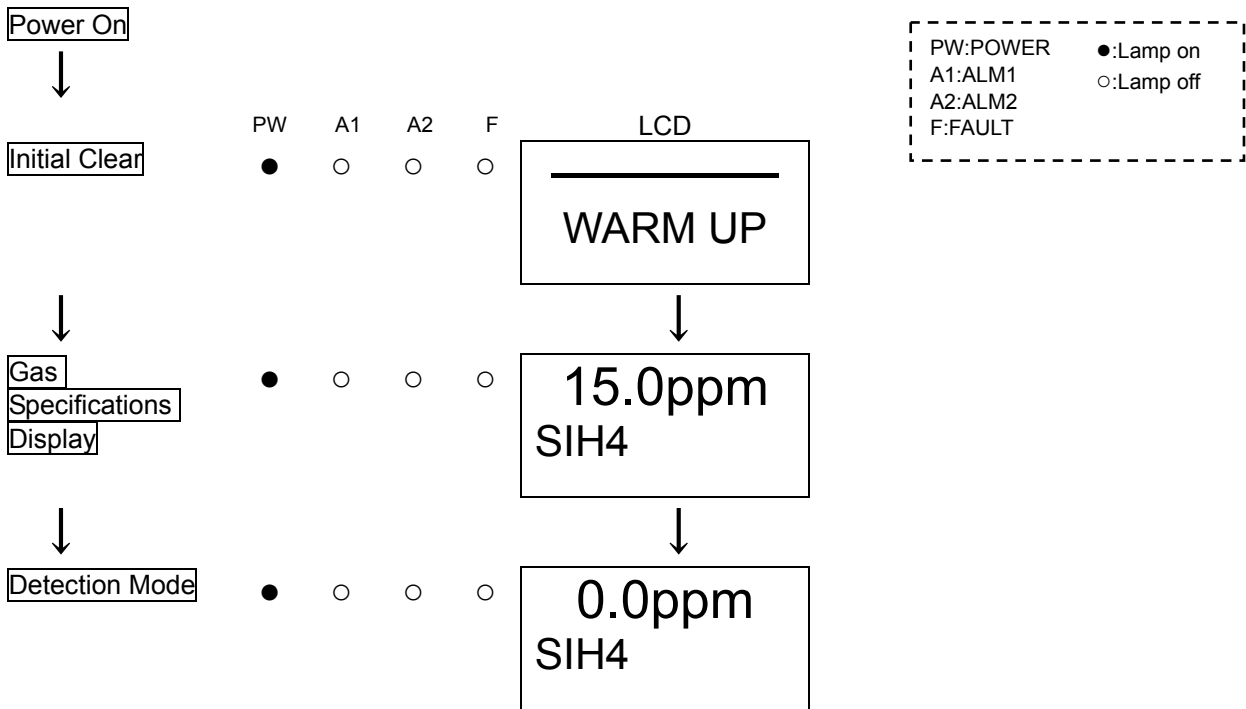 Power On
PW:POWER ●:Lamp on
A1:ALM1 ○:Lamp off
A2:ALM2
F:FAULT
PW A1 A2 F LCD
Initial Clear ● ○ ○ ○
WARM UP
Gas
Specifications
Display
● ○ ○ ○
15.0ppm
SIH4
Detection Mode ● ○ ○ ○
0.0ppm
SIH4